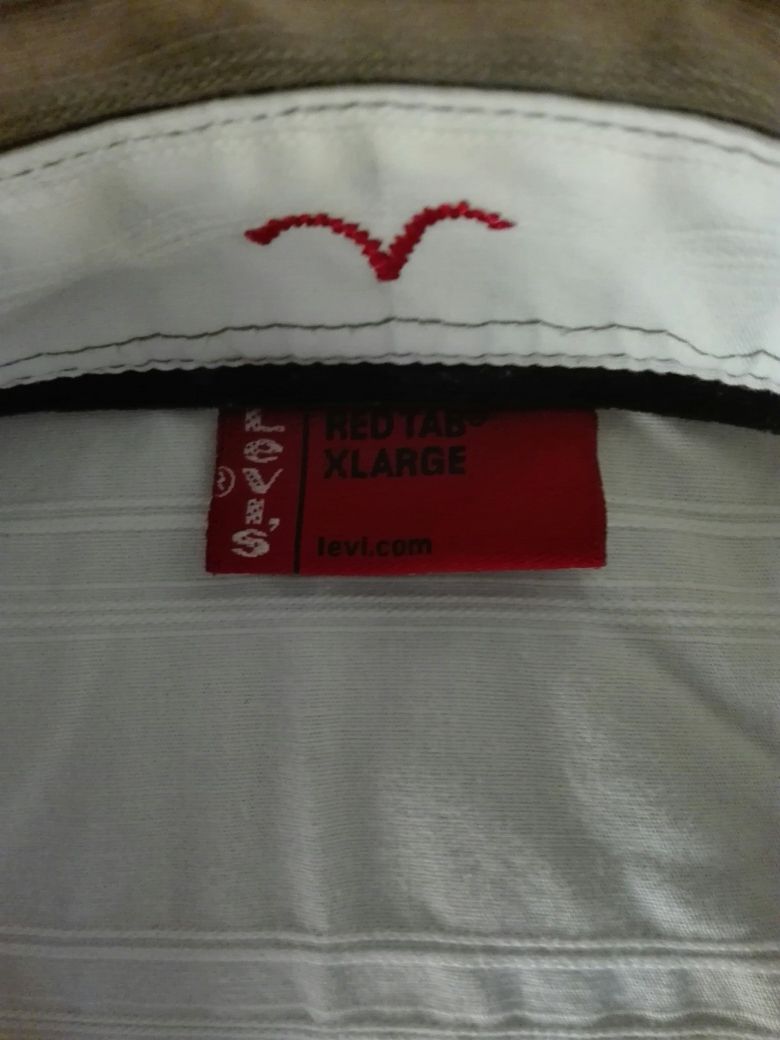 Levi's
®
RED TAB®
XLARGE
levi.com